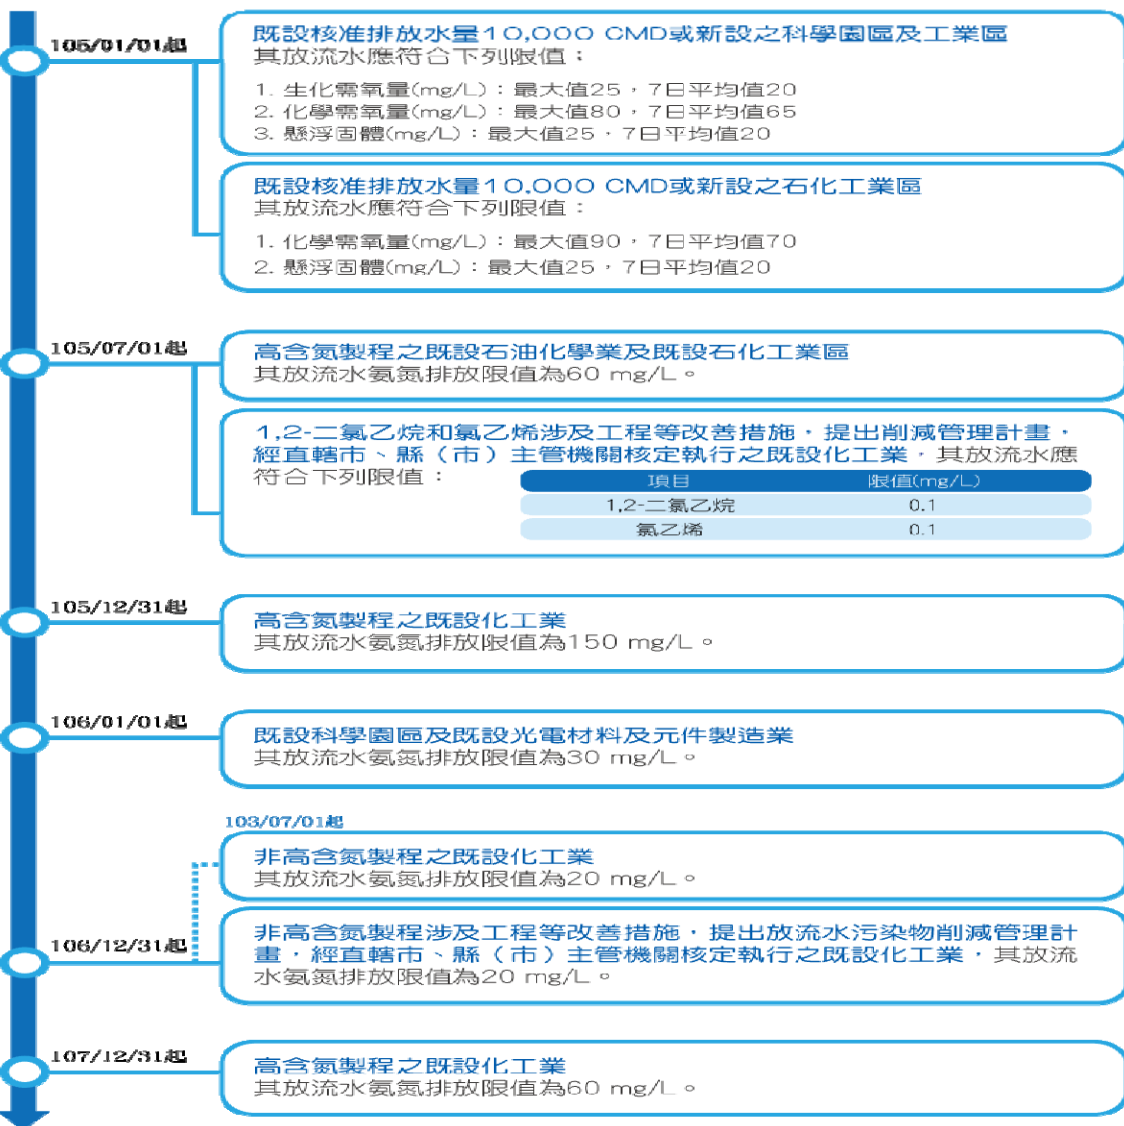 105/01/01起
既設核准排放水量10,000 CMD或新設之科學園區及工業區
其放流水應符合下列限值：
1. 生化需氧量(mg/L)：最大值25，7日平均值20
2. 化學需氧量(mg/L)：最大值80，7日平均值65
3. 懸浮固體(mg/L)：最大值25，7日平均值20
既設核准排放水量10,000 CMD或新設之石化工業區
其放流水應符合下列限值：
1. 化學需氧量(mg/L)：最大值90，7日平均值70
2. 懸浮固體(mg/L)：最大值25，7日平均值20
105/07/01起
高含氮製程之既設石油化學業及既設石化工業區
其放流水氨氮排放限值為60 mg/L。
1,2-二氯乙烷和氯乙烯涉及工程等改善措施，提出削減管理計畫，
經直轄市、縣（市）主管機關核定執行之既設化工業，其放流水應
符合下列限值：
項目 限值(mg/L)
1,2-二氯乙烷 0.1
氯乙烯 0.1
105/12/31起
高含氮製程之既設化工業
其放流水氨氮排放限值為150 mg/L。
106/01/01起
既設科學園區及既設光電材料及元件製造業
其放流水氨氮排放限值為30 mg/L。
103/07/01起
非高含氮製程之既設化工業
其放流水氨氮排放限值為20 mg/L。
106/12/31起
非高含氮製程涉及工程等改善措施，提出放流水污染物削減管理計
畫，經直轄市、縣（市）主管機關核定執行之既設化工業，其放流
水氨氮排放限值為20 mg/L。
107/12/31起
高含氮製程之既設化工業
其放流水氨氮排放限值為60 mg/L。